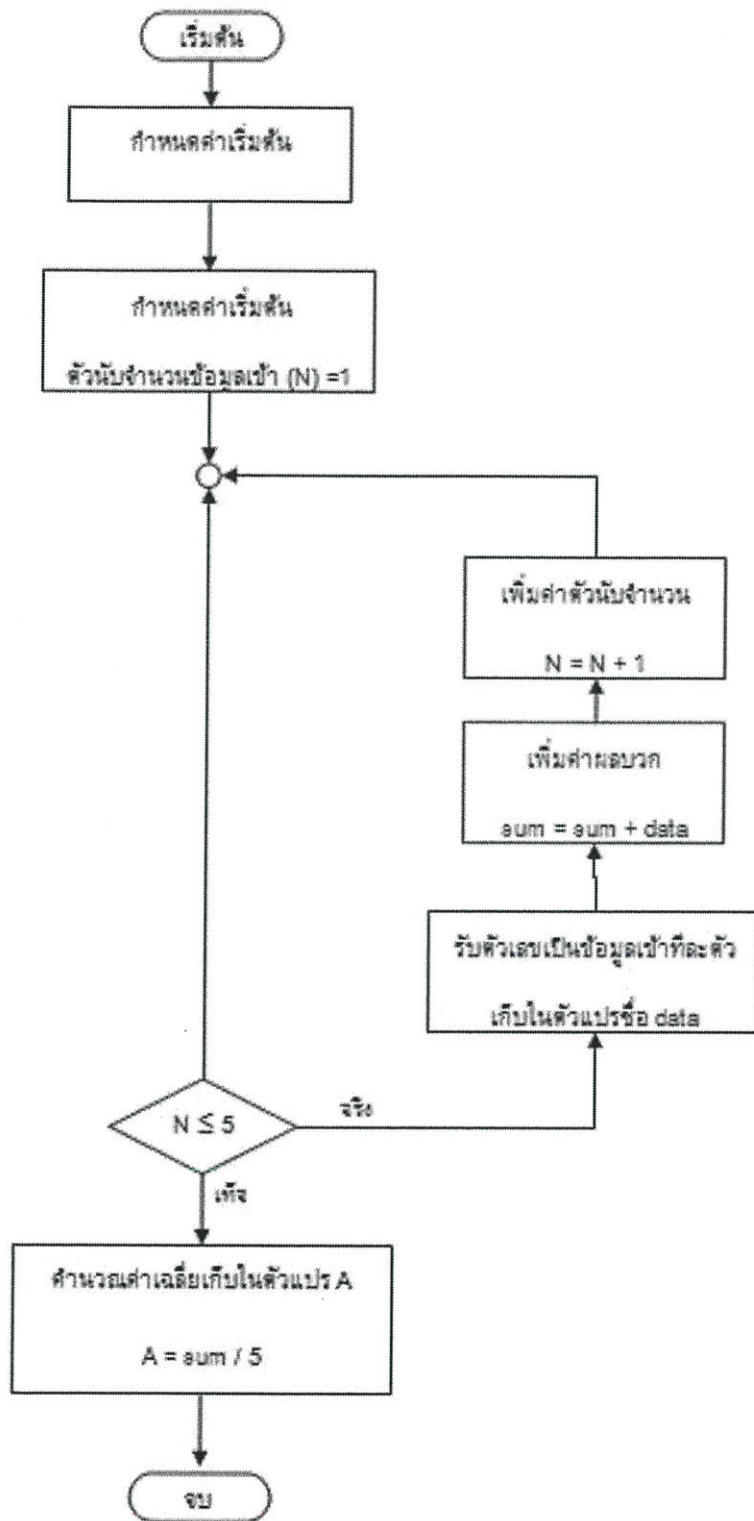 เริ่มต้น
กำหนดค่าเริ่มต้น
กำหนดค่าเริ่มต้น
ตัวนับจำนวนข้อมูลเข้า (N) =1
เพิ่มค่าตัวนับจำนวน
N = N + 1
เพิ่มค่าผลบวก
sum = sum + data
รับตัวเลขเป็นข้อมูลเข้าทีละตัว
เก็บในตัวแปรชื่อ data
N ≤ 5
จริง
เท็จ
คำนวณค่าเฉลี่ยเก็บในตัวแปร A
A = sum / 5
จบ